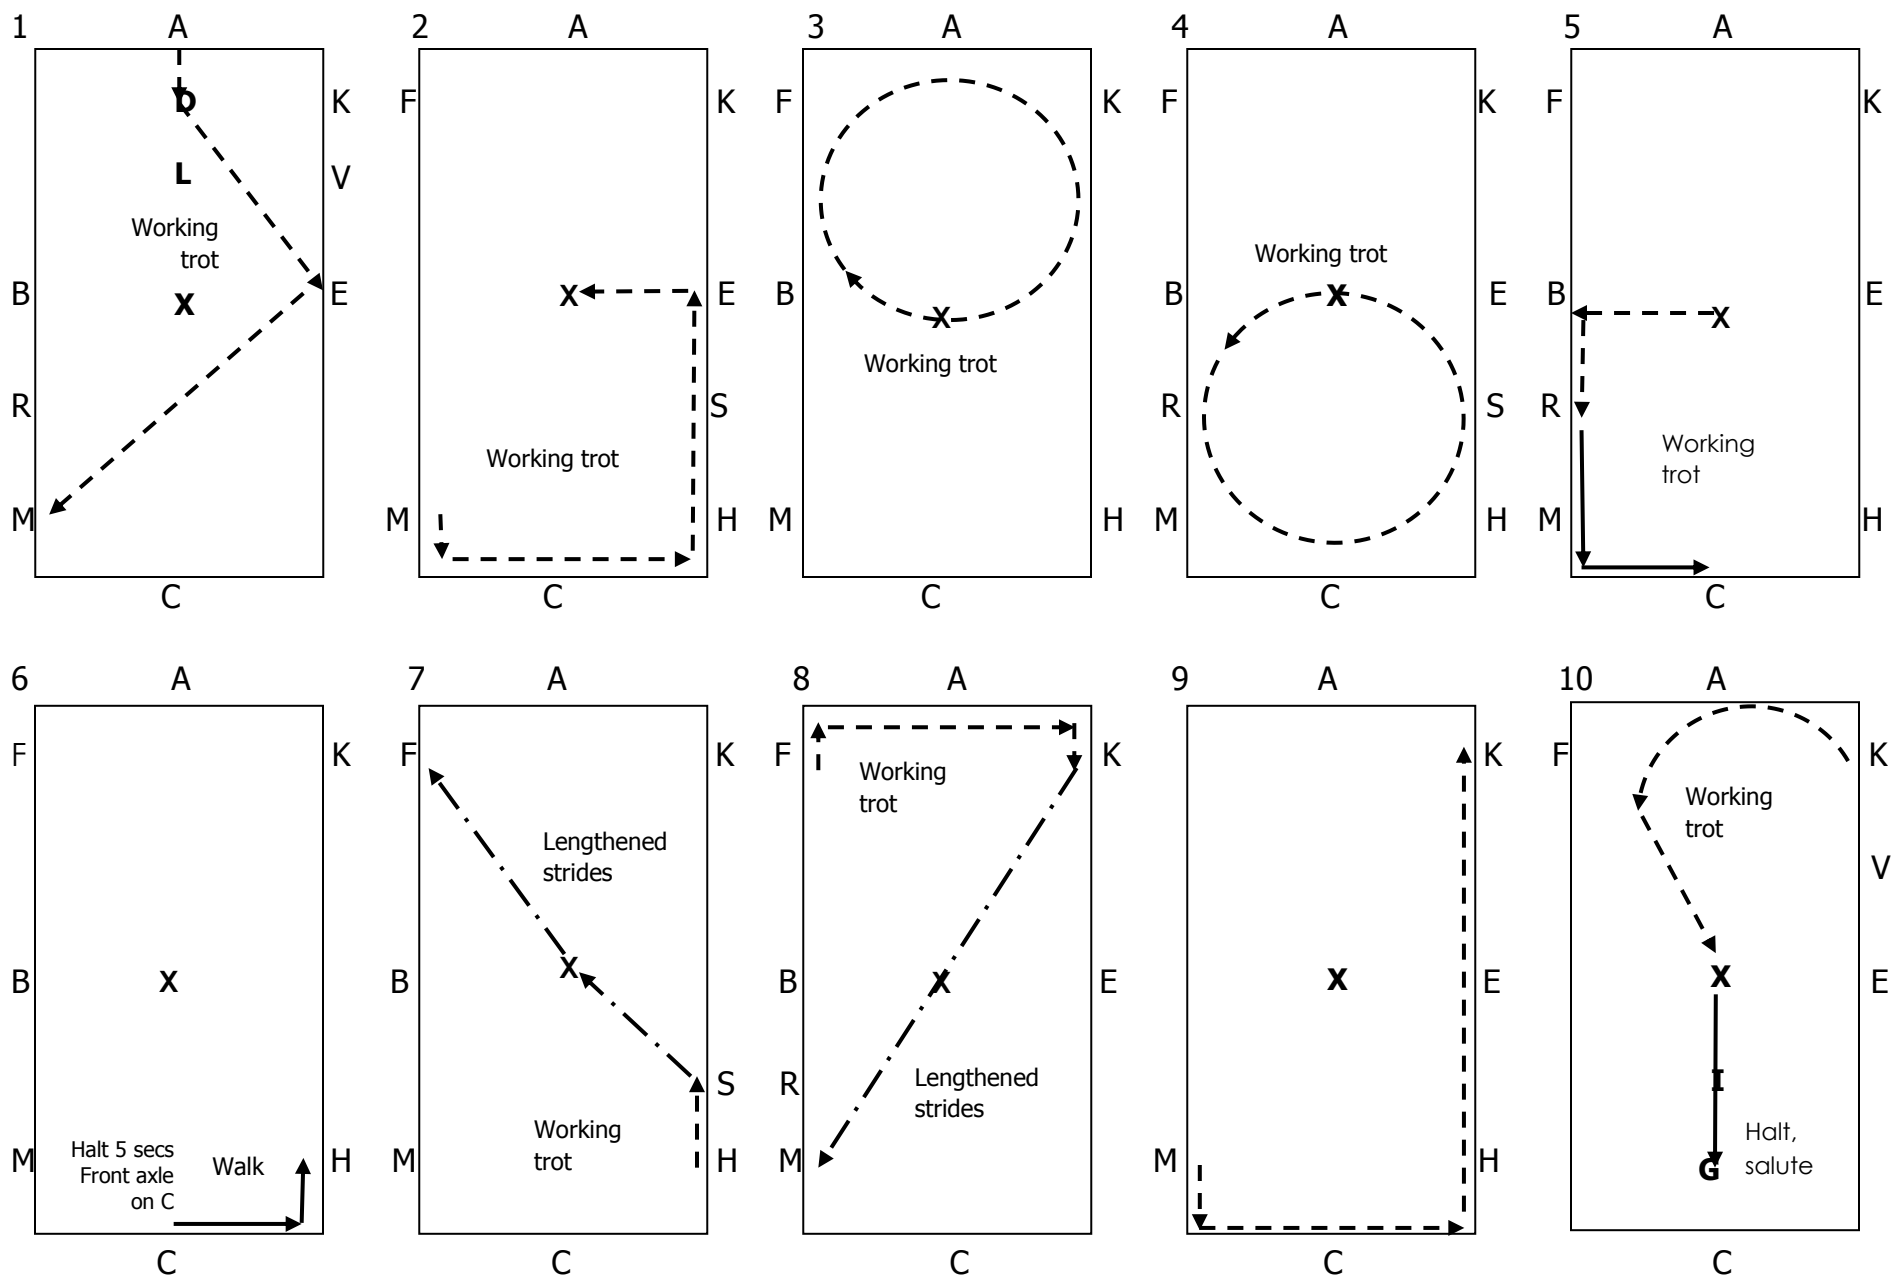 1 A
D K
L V
Working
trot
B X E
R
M
C
2 A
F K
X E
S
Working trot
M H
C
3 A
F K
B X
Working trot
M H
C
4 A
F K
Working trot
B X E
R S
M H
C
5 A
F K
B X E
R
Working
trot
M H
C
6 A
F K
B X
Halt 5 secs
Front axle
on C
Walk
M H
C
7 A
F K
Lengthened
strides
B X
S
Working
trot
M H
C
8 A
F K
Working
trot
B X E
R
Lengthened
strides
M
C
9 A
K
X E
M H
C
10 A
F K
Working
trot
V
X E
I
Halt,
salute
G
C